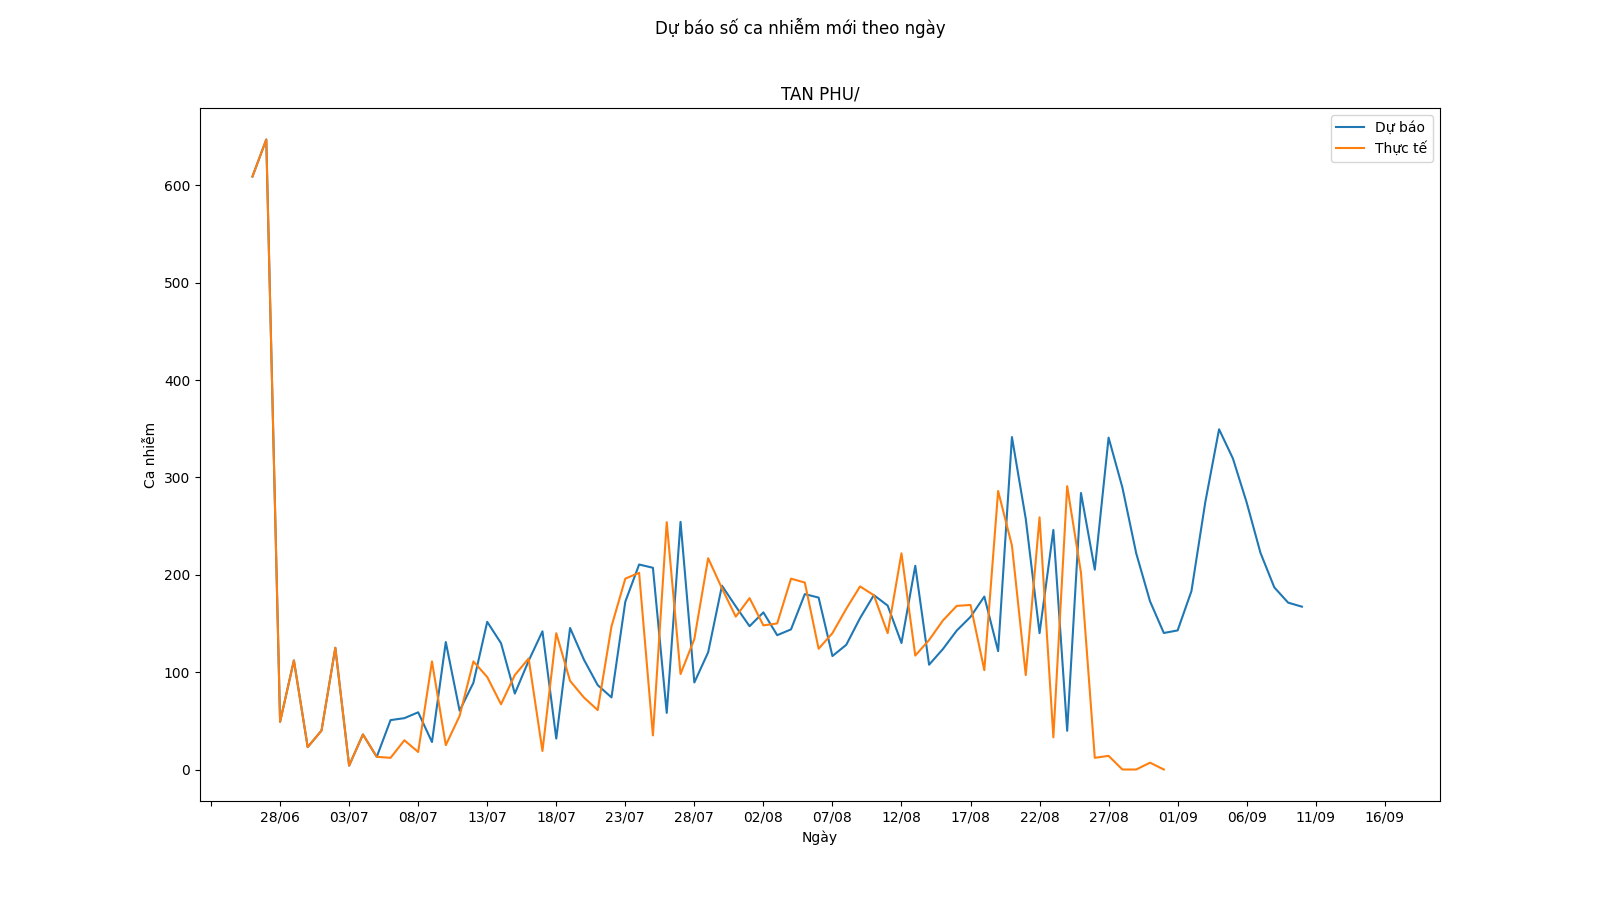 Dự báo số ca nhiễm mới theo ngày
TAN PHU/
Dự báo
Thực tế
600
500
400
300
200
100
0
Ca nhiễm
28/06 03/07 08/07 13/07 18/07 23/07 28/07 02/08 07/08 12/08 17/08 22/08 27/08 01/09 06/09 11/09 16/09
Ngày